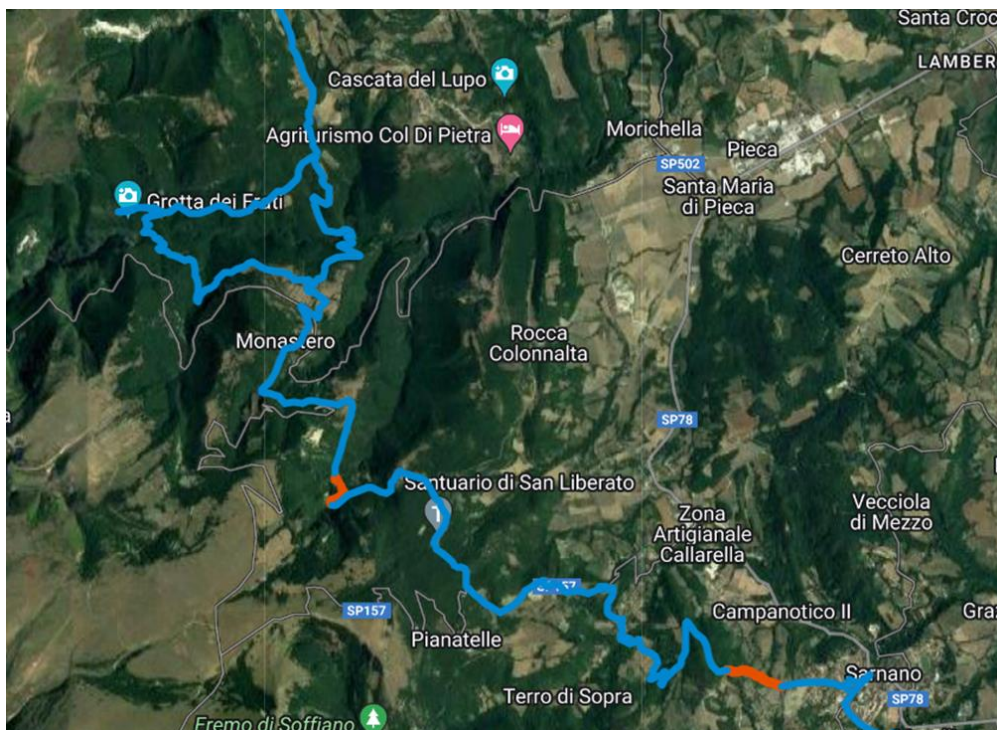 Santa Croc
LAMBER
Cascata del Lupo
Agriturismo Col Di Pietra
Morichella
Pieca
SP502
Santa Maria
di Pieca
Grotta dei Frati
Cerreto Alto
Monastero
Rocca
Colonnalta
SP78
a
Santuario di San Liberato
Vecciola
di Mezzo
Zona
Artigianale
Callarella
SP157
Campanotico II
Gra
Pianatelle
Sarnano
Terro di Sopra
SP78
Eremo di Soffiano